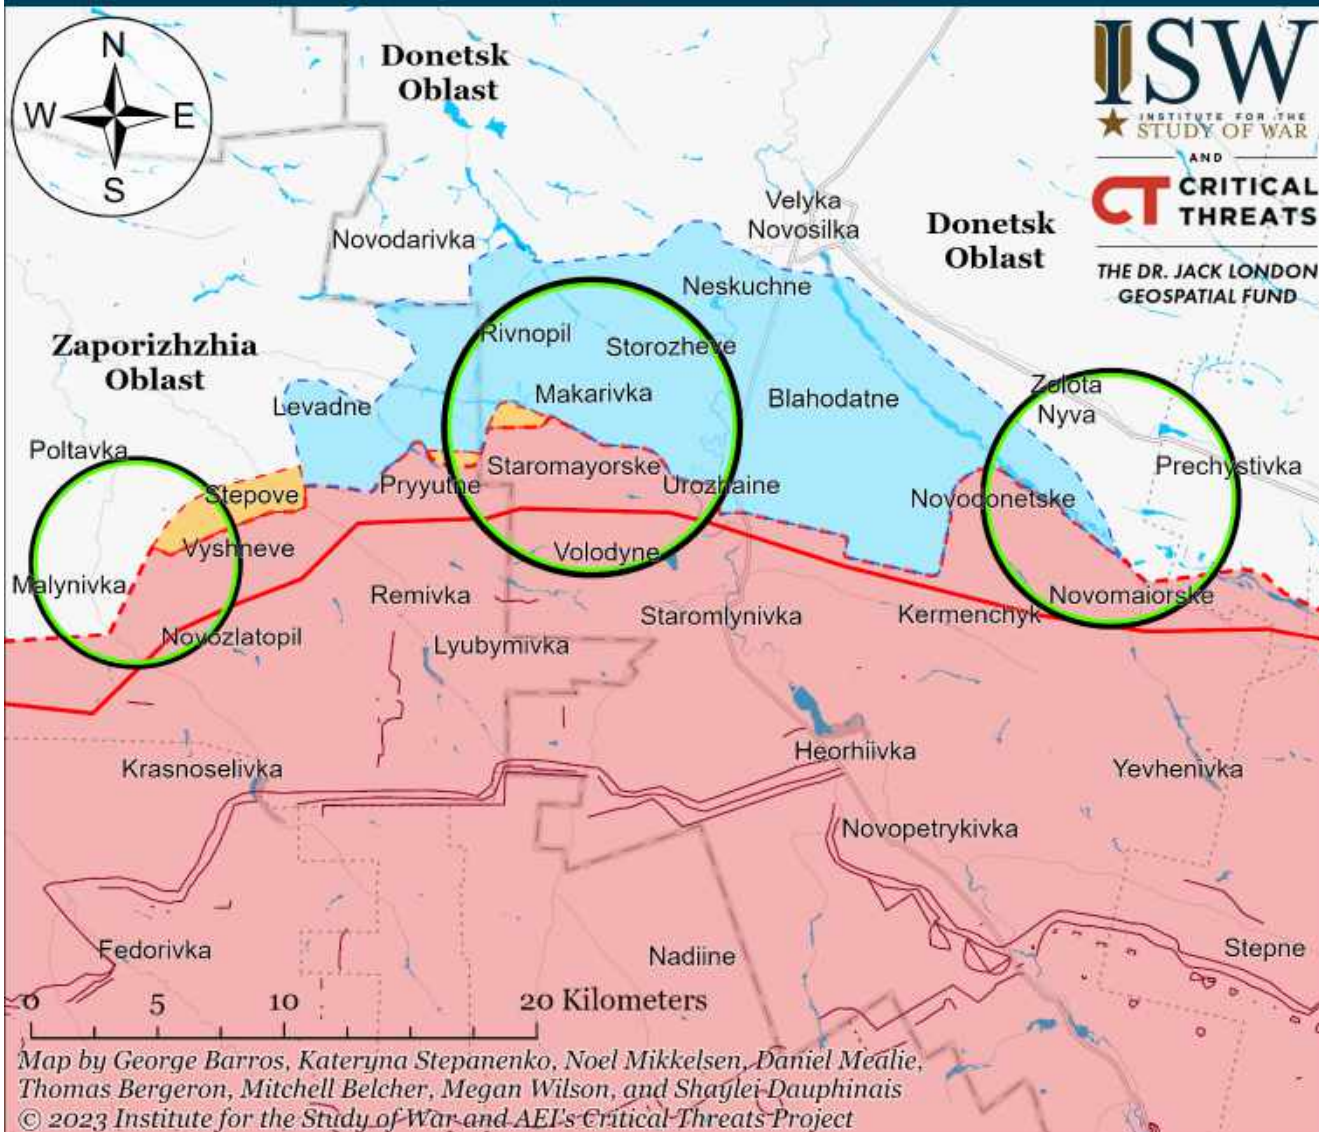 N
W E
S
Donetsk
Oblast
ISW
INSTITUTE FOR THE
STUDY OF WAR
AND
CT CRITICAL
THREATS
THE DR. JACK LONDON
GEOSPATIAL FUND
Velyka
Novosilka
Donetsk
Oblast
Novodarivka
Neskuchne
Zaporizhzhia
Oblast
Rivnopil
Storozheve
Makarivka
Blahodatne
Levadne
Zolota
Nyva
Poltavka
Prechystivka
Staromayorske
Pryyutne
Urozhaine
Stepove
Novodonetske
Vyshneve
Volodyne
Malynivka
Remivka
Novomaiorske
Staromlynivka
Kermenchyk
Novozlatopil
Lyubymivka
Heorhiivka
Krasnoselivka
Yevhenivka
Novopetrykivka
Fedorivka
Nadiine
Stepne
0 5 10 20 Kilometers
Map by George Barros, Kateryna Stepanenko, Noel Mikkelsen, Daniel Mealie,
Thomas Bergeron, Mitchell Belcher, Megan Wilson, and Shaylei Dauphinais
© 2023 Institute for the Study of War and AEI's Critical Threats Project